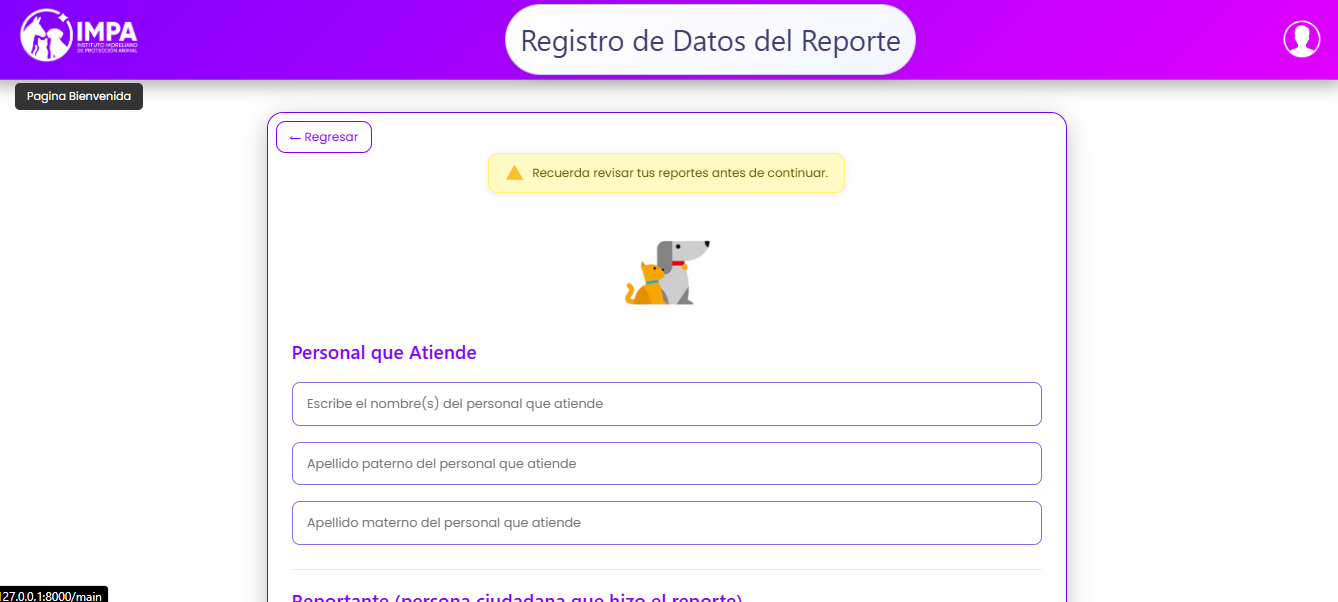 IMPA
INSTITUTO MORELIANO
DE PROTECCIÓN ANIMAL
Registro de Datos del Reporte
Pagina Bienvenida
← Regresar
Recuerda revisar tus reportes antes de continuar.
Personal que Atiende
Escribe el nombre(s) del personal que atiende
Apellido paterno del personal que atiende
Apellido materno del personal que atiende
Reportante (persona ciudadana que hizo el reporte)
127.0.0.1:8000/main